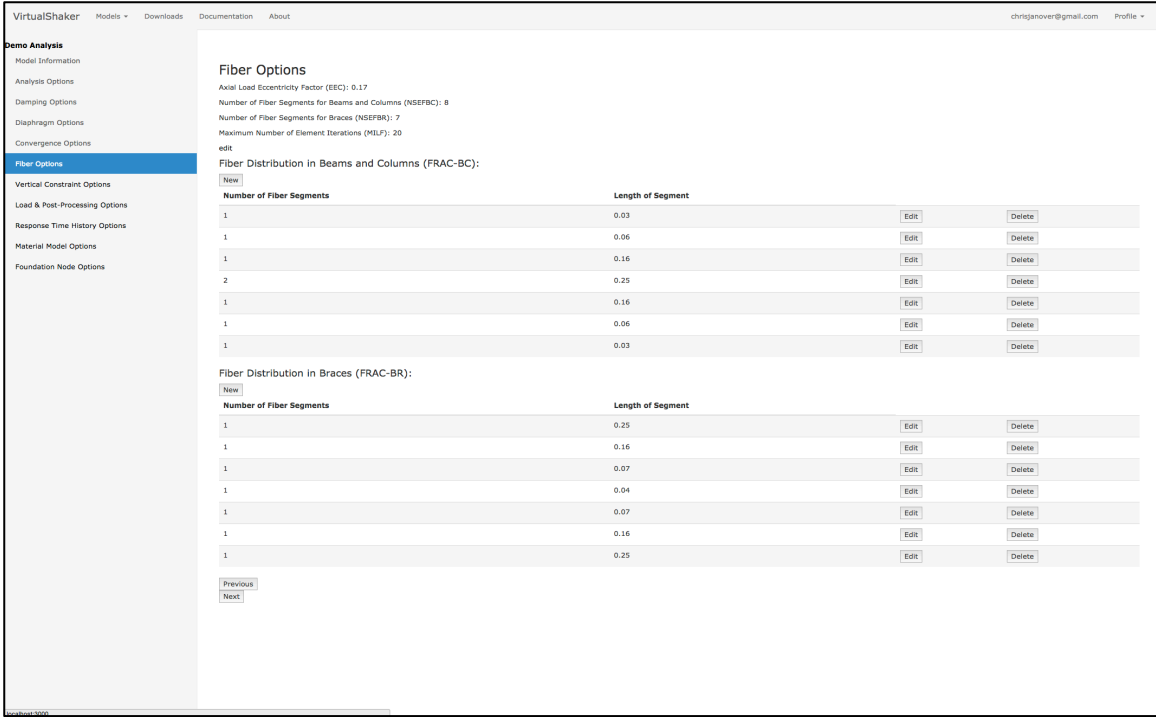 VirtualShaker Models Downloads Documentation About chrisjanover@gmail.com Profile
Demo Analysis
Model Information
Analysis Options
Damping Options
Diaphragm Options
Convergence Options
Fiber Options
Vertical Constraint Options
Load & Post-Processing Options
Response Time History Options
Material Model Options
Foundation Node Options
Fiber Options
Axial Load Eccentricity Factor (EEC): 0.17
Number of Fiber Segments for Beams and Columns (NSEFBC): 8
Number of Fiber Segments for Braces (NSEFBR): 7
Maximum Number of Element Iterations (MILF): 20
edit
Fiber Distribution in Beams and Columns (FRAC-BC):
New
Number of Fiber Segments Length of Segment
1 0.03 Edit Delete
1 0.06 Edit Delete
1 0.16 Edit Delete
2 0.25 Edit Delete
1 0.16 Edit Delete
1 0.06 Edit Delete
1 0.03 Edit Delete
Fiber Distribution in Braces (FRAC-BR):
New
Number of Fiber Segments Length of Segment
1 0.25 Edit Delete
1 0.16 Edit Delete
1 0.07 Edit Delete
1 0.04 Edit Delete
1 0.07 Edit Delete
1 0.16 Edit Delete
1 0.25 Edit Delete
Previous
Next
localhost:3000